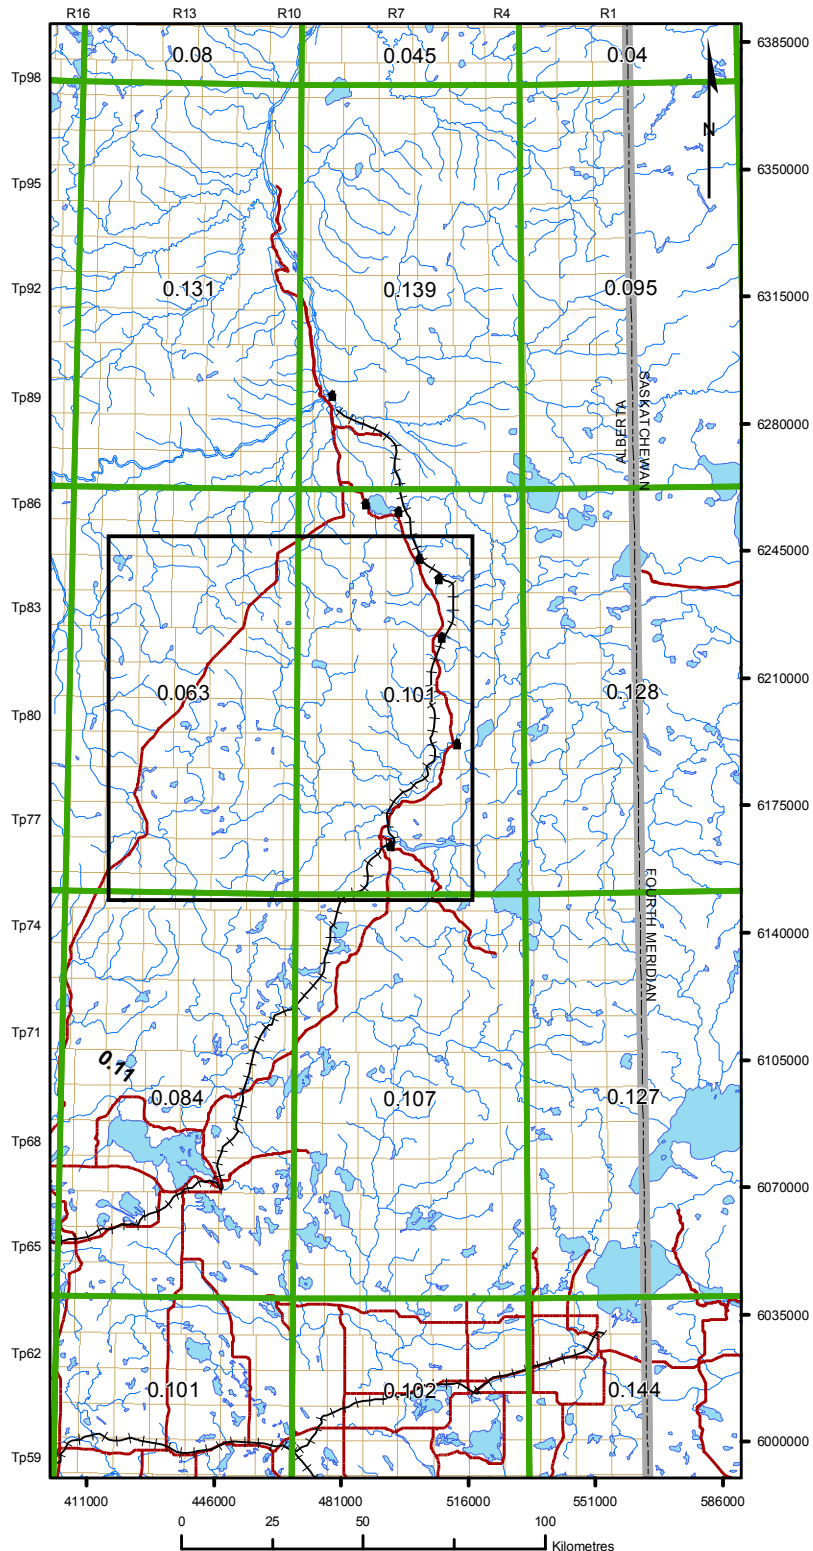 R16 R13 R10 R7 R4 R1
0.08 0.045 0.04
6385000
Tp98
N
Tp95
6350000
Tp92
0.131 0.139 0.095
6315000
Tp89
ALBERTA
SASKATCHEWAN
6280000
Tp86
6245000
Tp83
0.063 0.101 0.128
6210000
Tp80
6175000
Tp77
FOURTH MERIDIAN
Tp74
6140000
Tp71
0.11
6105000
0.084 0.107 0.127
Tp68
6070000
Tp65
6035000
Tp62
0.101 0.102 0.144
6000000
Tp59
411000 446000 481000 516000 551000 586000
0 25 50 100
Kilometres